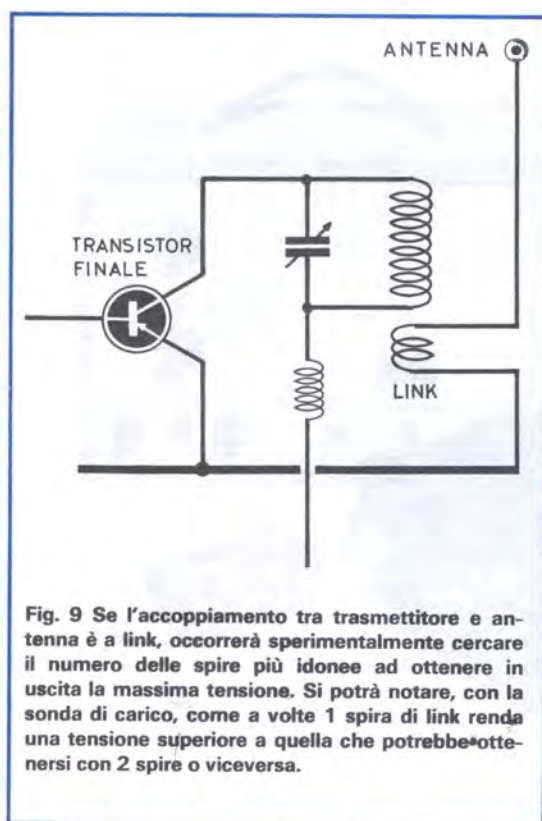 ANTENNA
TRANSISTOR
FINALE
LINK
Fig. 9 Se l'accoppiamento tra trasmettitore e an-
tenna è a link, occorrerà sperimentalmente cercare
il numero delle spire più idonee ad ottenere in
uscita la massima tensione. Si potrà notare, con la
sonda di carico, come a volte 1 spira di link renda
una tensione superiore a quella che potrebbe otte-
nersi con 2 spire o viceversa.